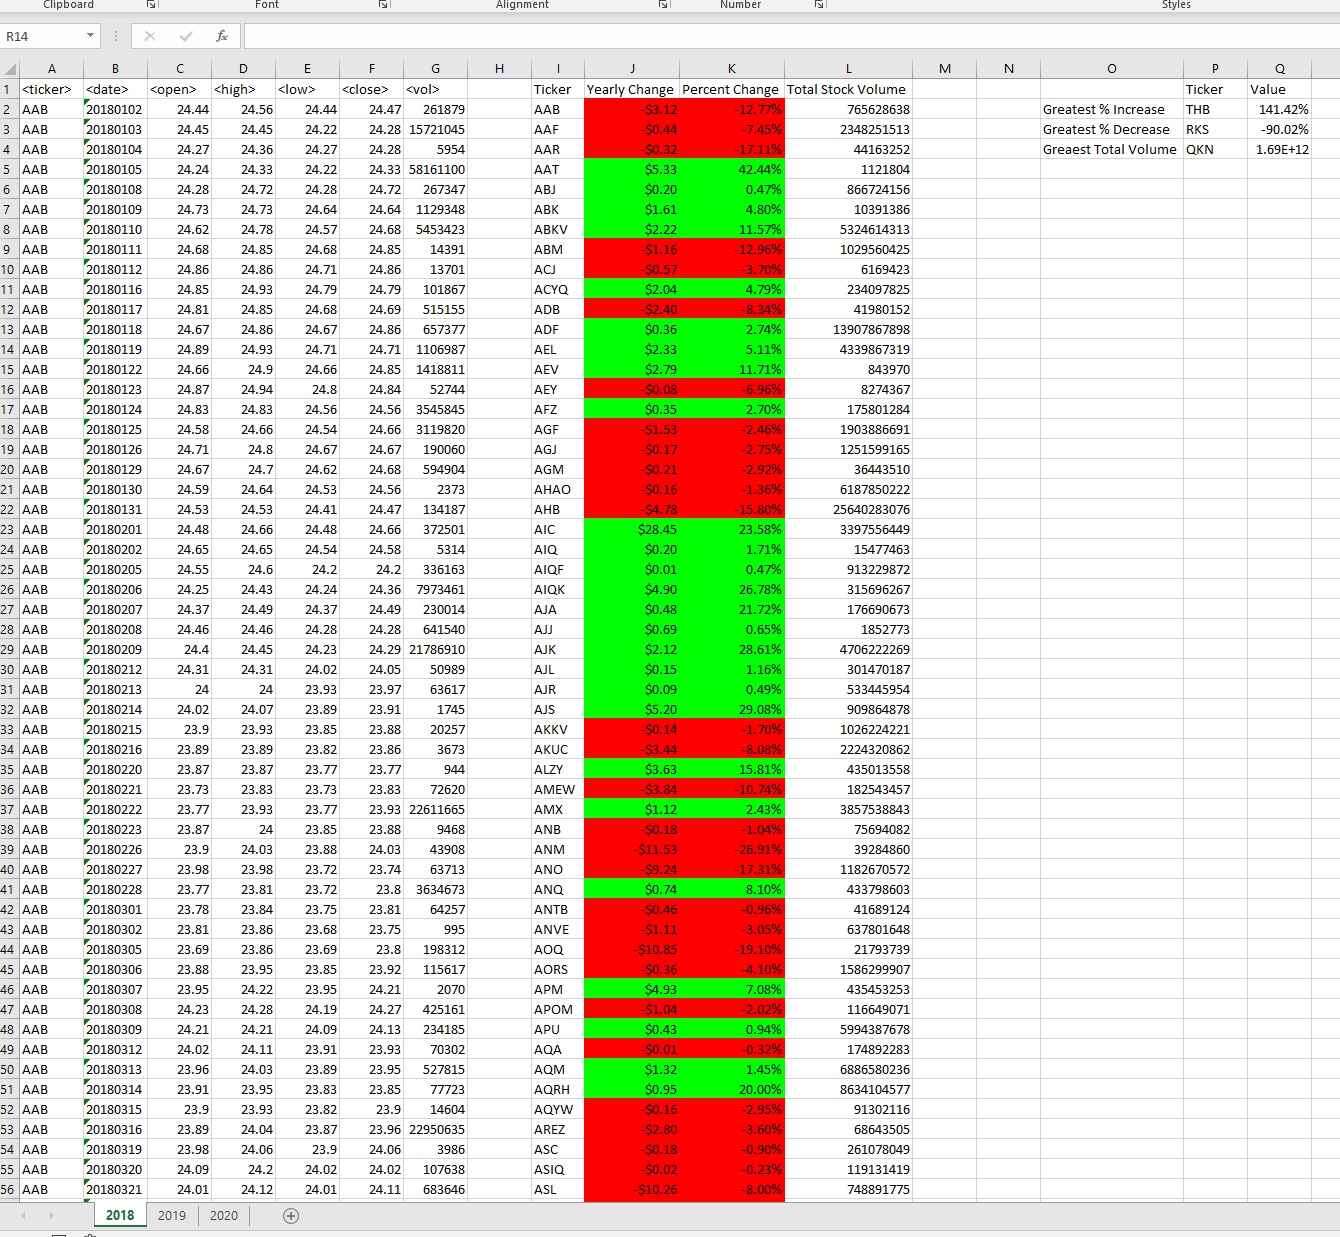 Clipboard Font Alignment Number Styles
R14 fx
A B C D E F G H I J K L M N O P Q
1 <ticker> <date> <open> <high> <low> <close> <vol> Ticker Yearly Change Percent Change Total Stock Volume Ticker Value
2 AAB 20180102 24.44 24.56 24.44 24.47 261879 AAB -$3.12 -12.77% 765628638 Greatest % Increase THB 141.42%
3 AAB 20180103 24.45 24.45 24.22 24.28 15721045 AAF -$0.44 -7.45% 2348251513 Greatest % Decrease RKS -90.02%
4 AAB 20180104 24.27 24.36 24.27 24.28 5954 AAR -$0.32 -17.11% 44163252 Greaest Total Volume QKN 1.69E+12
5 AAB 20180105 24.24 24.33 24.22 24.33 58161100 AAT $5.33 42.44% 1121804
6 AAB 20180108 24.28 24.72 24.28 24.72 267347 ABJ $0.20 0.47% 866724156
7 AAB 20180109 24.73 24.73 24.64 24.64 1129348 ABK $1.61 4.80% 10391386
8 AAB 20180110 24.62 24.78 24.57 24.68 5453423 ABKV $2.22 11.57% 5324614313
9 AAB 20180111 24.68 24.85 24.68 24.85 14391 ABM -$1.16 -12.96% 1029560425
10 AAB 20180112 24.86 24.86 24.71 24.86 13701 ACJ -$0.57 -3.70% 6169423
11 AAB 20180116 24.85 24.93 24.79 24.79 101867 ACYQ $2.04 4.79% 234097825
12 AAB 20180117 24.81 24.85 24.68 24.69 515155 ADB -$2.40 -8.34% 41980152
13 AAB 20180118 24.67 24.86 24.67 24.86 657377 ADF $0.36 2.74% 13907867898
14 AAB 20180119 24.89 24.93 24.71 24.71 1106987 AEL $2.33 5.11% 4339867319
15 AAB 20180122 24.66 24.9 24.66 24.85 1418811 AEV $2.79 11.71% 843970
16 AAB 20180123 24.87 24.94 24.8 24.84 52744 AEY -$0.08 -6.96% 8274367
17 AAB 20180124 24.83 24.83 24.56 24.56 3545845 AFZ $0.35 2.70% 175801284
18 AAB 20180125 24.58 24.66 24.54 24.66 3119820 AGF -$1.53 -2.46% 1903886691
19 AAB 20180126 24.71 24.8 24.67 24.67 190060 AGJ -$0.17 -2.75% 1251599165
20 AAB 20180129 24.67 24.7 24.62 24.68 594904 AGM -$0.21 -2.92% 36443510
21 AAB 20180130 24.59 24.64 24.53 24.56 2373 AHAO -$0.16 -1.36% 6187850222
22 AAB 20180131 24.53 24.53 24.41 24.47 134187 AHB -$4.78 -15.80% 25640283076
23 AAB 20180201 24.48 24.66 24.48 24.66 372501 AIC $28.45 23.58% 3397556449
24 AAB 20180202 24.65 24.65 24.54 24.58 5314 AIQ $0.20 1.71% 15477463
25 AAB 20180205 24.55 24.6 24.2 24.2 336163 AIQF $0.01 0.47% 913229872
26 AAB 20180206 24.25 24.43 24.24 24.36 7973461 AIQK $4.90 26.78% 315696267
27 AAB 20180207 24.37 24.49 24.37 24.49 230014 AJA $0.48 21.72% 176690673
28 AAB 20180208 24.46 24.46 24.28 24.28 641540 AJJ $0.69 0.65% 1852773
29 AAB 20180209 24.4 24.45 24.23 24.29 21786910 AJK $2.12 28.61% 4706222269
30 AAB 20180212 24.31 24.31 24.02 24.05 50989 AJL $0.15 1.16% 301470187
31 AAB 20180213 24 24 23.93 23.97 63617 AJR $0.09 0.49% 533445954
32 AAB 20180214 24.02 24.07 23.89 23.91 1745 AJS $5.20 29.08% 909864878
33 AAB 20180215 23.9 23.93 23.85 23.88 20257 AKKV -$0.14 -1.70% 1026224221
34 AAB 20180216 23.89 23.89 23.82 23.86 3673 AKUC -$3.44 -8.08% 2224320862
35 AAB 20180220 23.87 23.87 23.77 23.77 944 ALZY $3.63 15.81% 435013558
36 AAB 20180221 23.73 23.83 23.73 23.83 72620 AMEW -$3.84 -10.74% 182543457
37 AAB 20180222 23.77 23.93 23.77 23.93 22611665 AMX $1.12 2.43% 3857538843
38 AAB 20180223 23.87 24 23.85 23.88 9468 ANB -$0.18 -1.04% 75694082
39 AAB 20180226 23.9 24.03 23.88 24.03 43908 ANM -$11.53 -26.91% 39284860
40 AAB 20180227 23.98 23.98 23.72 23.74 63713 ANO -$9.24 -17.31% 1182670572
41 AAB 20180228 23.77 23.81 23.72 23.8 3634673 ANQ $0.74 8.10% 433798603
42 AAB 20180301 23.78 23.84 23.75 23.81 64257 ANTB -$0.46 -0.96% 41689124
43 AAB 20180302 23.81 23.86 23.68 23.75 995 ANVE -$1.11 -3.05% 637801648
44 AAB 20180305 23.69 23.86 23.69 23.8 198312 AOQ -$10.85 -19.10% 21793739
45 AAB 20180306 23.88 23.95 23.85 23.92 115617 AORS -$0.36 -4.10% 1586299907
46 AAB 20180307 23.95 24.22 23.95 24.21 2070 APM $4.93 7.08% 435453253
47 AAB 20180308 24.23 24.28 24.19 24.27 425161 APOM -$1.04 -2.02% 116649071
48 AAB 20180309 24.21 24.21 24.09 24.13 234185 APU $0.43 0.94% 5994387678
49 AAB 20180312 24.02 24.11 23.91 23.93 70302 AQA -$0.01 -0.32% 174892283
50 AAB 20180313 23.96 24.03 23.89 23.95 527815 AQM $1.32 1.45% 6886580236
51 AAB 20180314 23.91 23.95 23.83 23.85 77723 AQRH $0.95 20.00% 8634104577
52 AAB 20180315 23.9 23.93 23.82 23.9 14604 AQYW -$0.16 -2.95% 91302116
53 AAB 20180316 23.89 24.04 23.87 23.96 22950635 AREZ -$2.80 -3.60% 68643505
54 AAB 20180319 23.98 24.06 23.9 24.06 3986 ASC -$0.18 -0.90% 261078049
55 AAB 20180320 24.09 24.2 24.02 24.02 107638 ASIQ -$0.02 -0.23% 119131419
56 AAB 20180321 24.01 24.12 24.01 24.11 683646 ASL -$10.26 -8.00% 748891775
2018 2019 2020